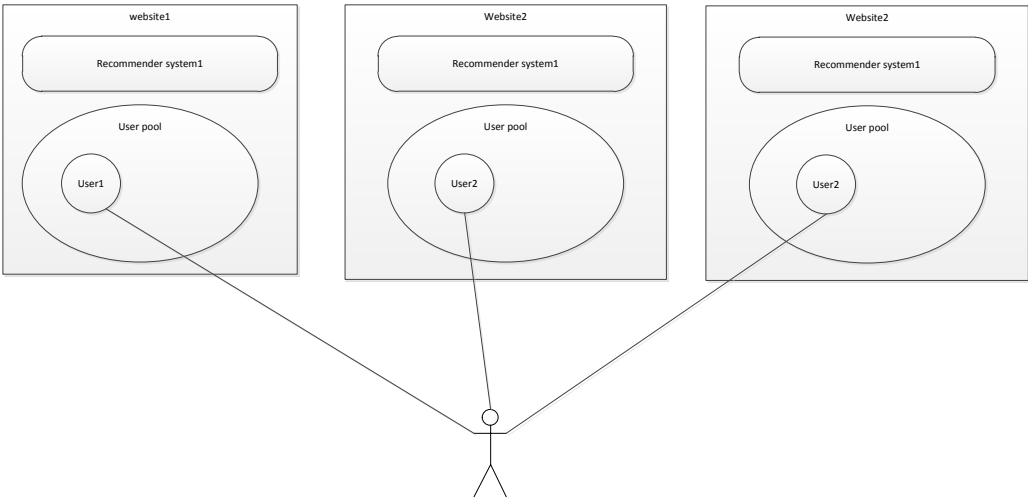 website1
Recommender system1
User pool
User1
Website2
Recommender system1
User pool
User2
Website2
Recommender system1
User pool
User2